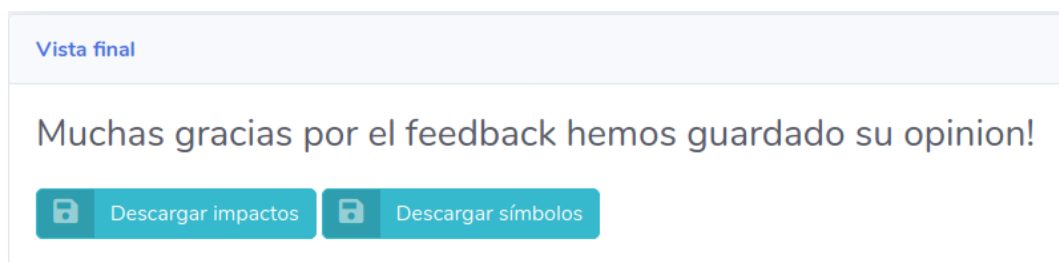 Vista final
Muchas gracias por el feedback hemos guardado su opinion!
Descargar impactos Descargar símbolos